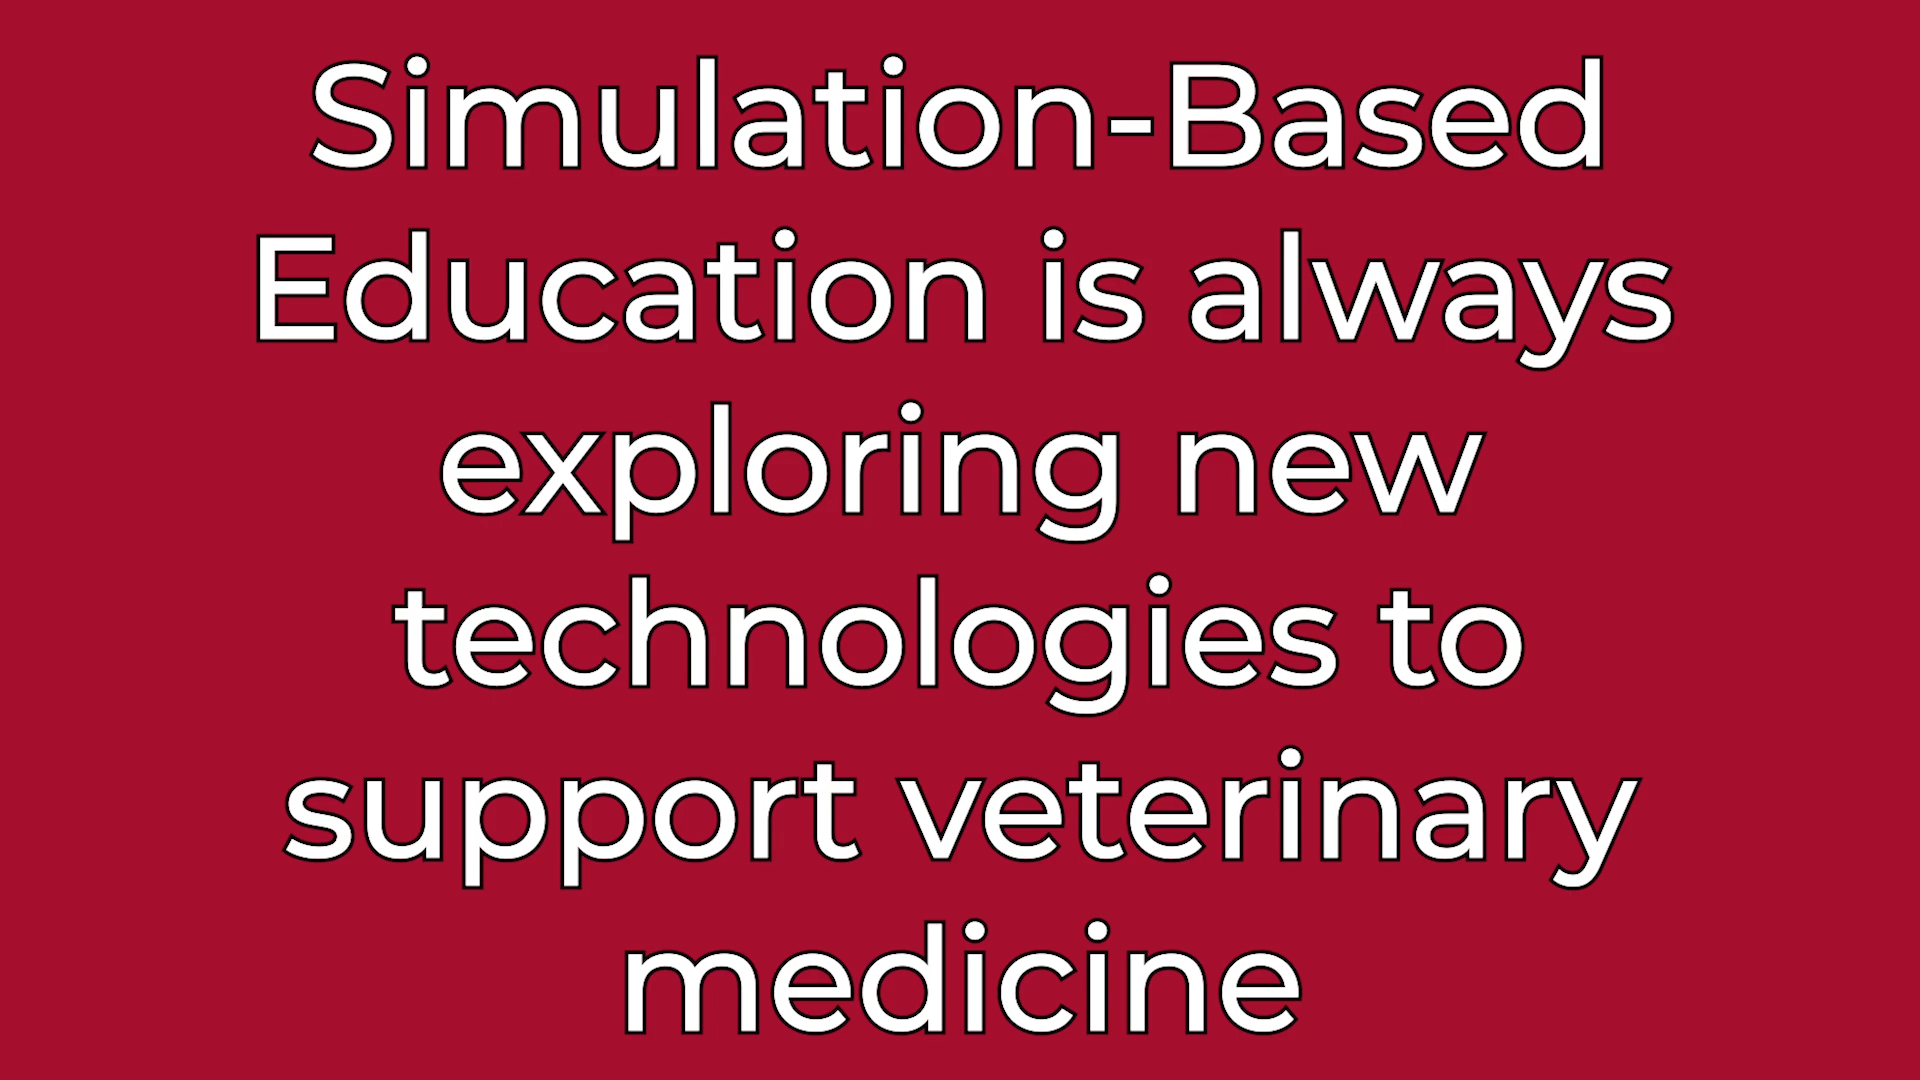 Simulation-Based
Education is always
exploring new
technologies to
support veterinary
medicine